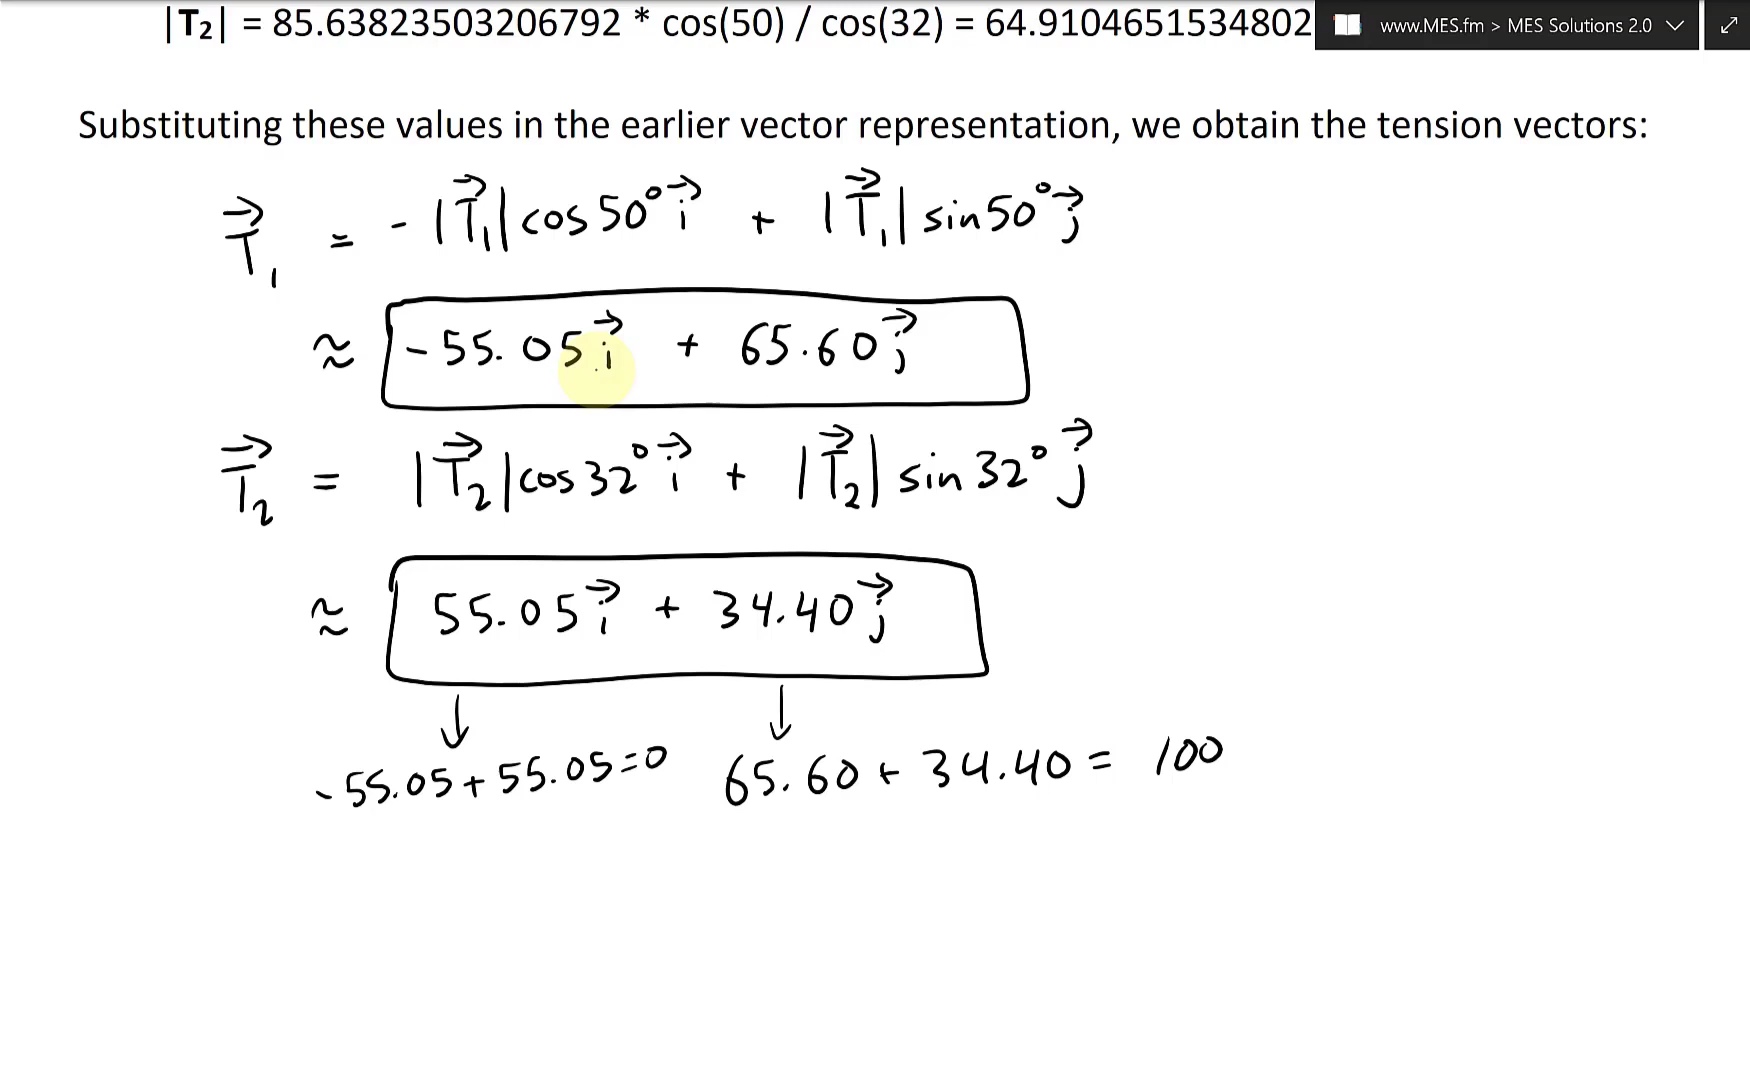 |T₂| = 85.63823503206792 * cos(50) / cos(32) = 64.9104651534802
www.MES.fm > MES Solutions 2.0
Substituting these values in the earlier vector representation, we obtain the tension vectors:
T⃗₁ = -|T⃗₁| cos 50° i⃗ + |T⃗₁| sin 50° j⃗
≈ -55.05 i⃗ + 65.60 j⃗
T⃗₂ = |T⃗₂| cos 32° i⃗ + |T⃗₂| sin 32° j⃗
≈ 55.05 i⃗ + 34.40 j⃗
↓ ↓
-55.05 + 55.05 = 0 65.60 + 34.40 = 100